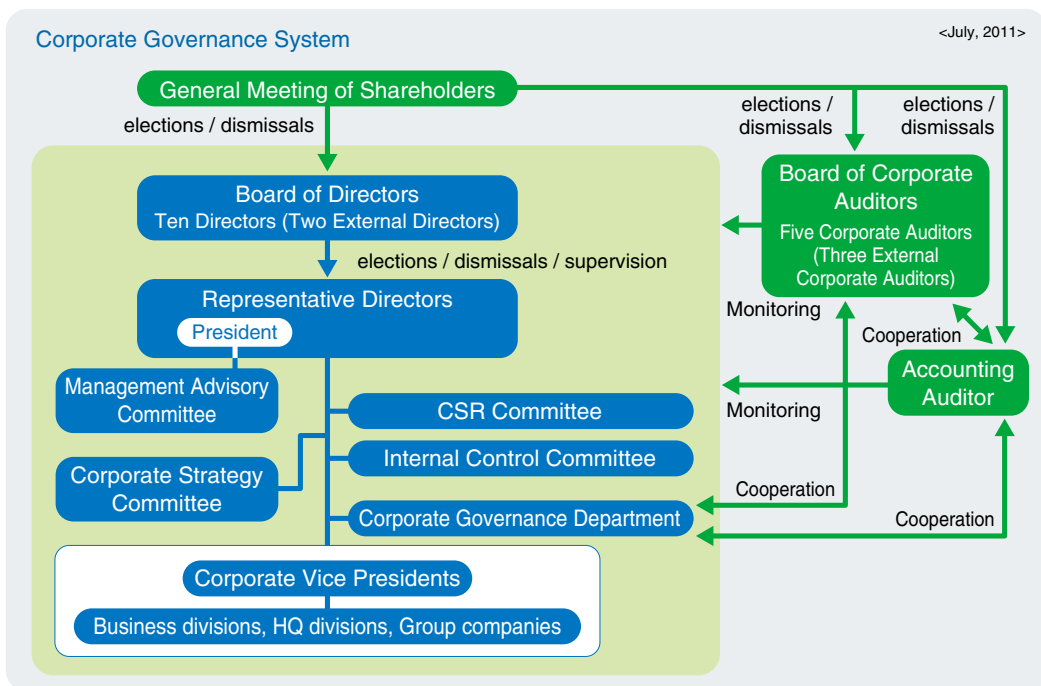 Corporate Governance System
<July, 2011>
General Meeting of Shareholders
elections / dismissals
elections /
dismissals
elections /
dismissals
Board of Directors
Ten Directors (Two External Directors)
Board of Corporate
Auditors
Five Corporate Auditors
(Three External
Corporate Auditors)
elections / dismissals / supervision
Representative Directors
President
Monitoring
Cooperation
Management Advisory
Committee
Accounting
Auditor
CSR Committee
Monitoring
Internal Control Committee
Corporate Strategy
Committee
Cooperation
Corporate Governance Department
Cooperation
Corporate Vice Presidents
Business divisions, HQ divisions, Group companies